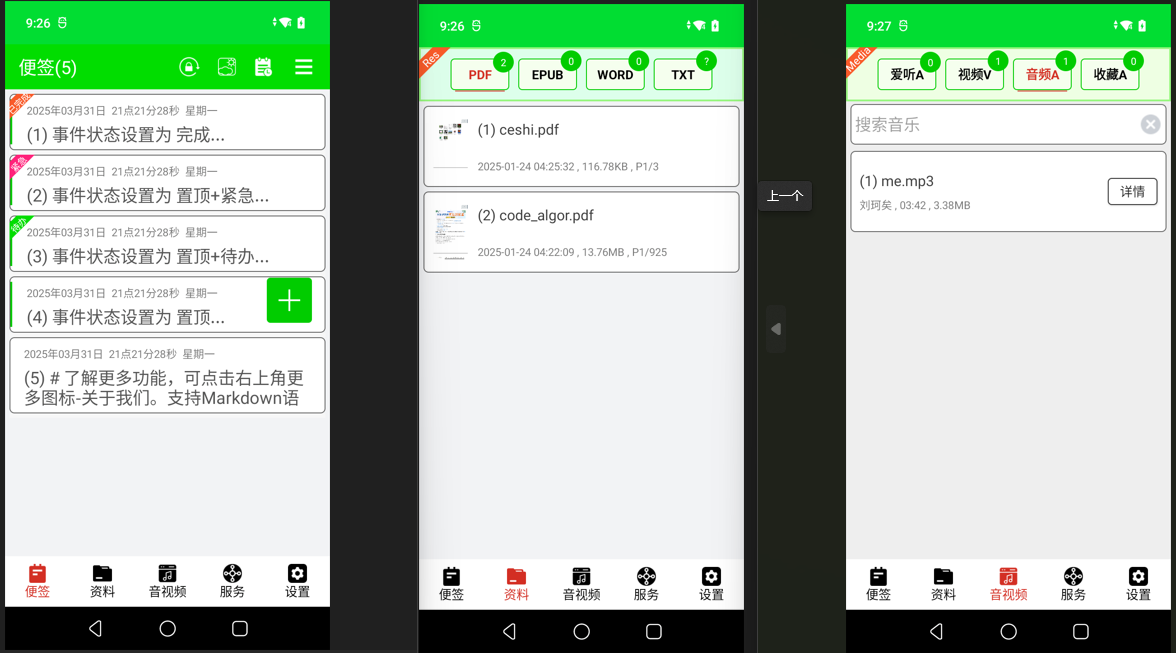 9:26
便签(5)
2025年03月31日 21点21分28秒 星期一
(1) 事件状态设置为 完成...
紧急
2025年03月31日 21点21分28秒 星期一
(2) 事件状态设置为 置顶+紧急...
待办
2025年03月31日 21点21分28秒 星期一
(3) 事件状态设置为 置顶+待办...
2025年03月31日 21点21分28秒 星期一
(4) 事件状态设置为 置顶...
2025年03月31日 21点21分28秒 星期一
(5) # 了解更多功能，可点击右上角更
多图标-关于我们。支持Markdown语
便签 资料 音视频 服务 设置
9:26
Res
PDF 2 EPUB 0 WORD 0 TXT ?
(1) ceshi.pdf
2025-01-24 04:25:32 , 116.78KB , P1/3
(2) code_algor.pdf
2025-01-24 04:22:09 , 13.76MB , P1/925
便签 资料 音视频 服务 设置
上一个
9:27
Media
爱听A 0 视频V 1 音频A 1 收藏A 0
搜索音乐
(1) me.mp3
刘珂矣 , 03:42 , 3.38MB
详情
便签 资料 音视频 服务 设置